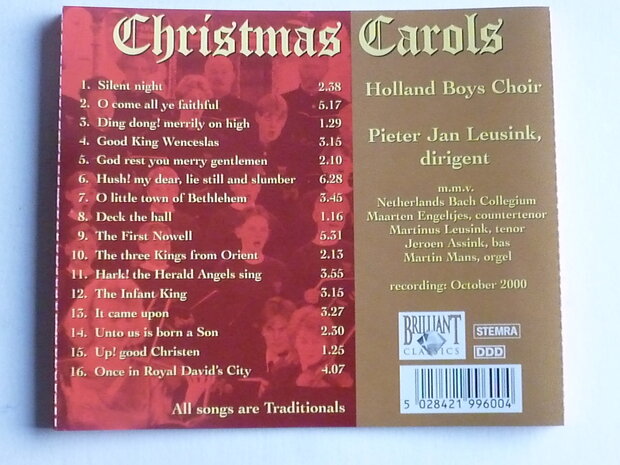 Christmas Carols
1. Silent night 2.38
2. O come all ye faithful 5.17
3. Ding dong! merrily on high 1.29
4. Good King Wenceslas 3.15
5. God rest you merry gentlemen 2.10
6. Hush! my dear, lie still and slumber 6.28
7. O little town of Bethlehem 3.45
8. Deck the hall 1.16
9. The First Nowell 5.31
10. The three Kings from Orient 2.13
11. Hark! the Herald Angels sing 3.55
12. The Infant King 3.15
13. It came upon 3.27
14. Unto us is born a Son 2.30
15. Up! good Christen 1.25
16. Once in Royal David's City 4.07
All songs are Traditionals
Holland Boys Choir
Pieter Jan Leusink,
dirigent
m.m.v.
Netherlands Bach Collegium
Maarten Engeltjes, countertenor
Martinus Leusink, tenor
Jeroen Assink, bas
Martin Mans, orgel
recording: October 2000
BRILLIANT
CLASSICS
STEMRA
DDD
5 028421 996004